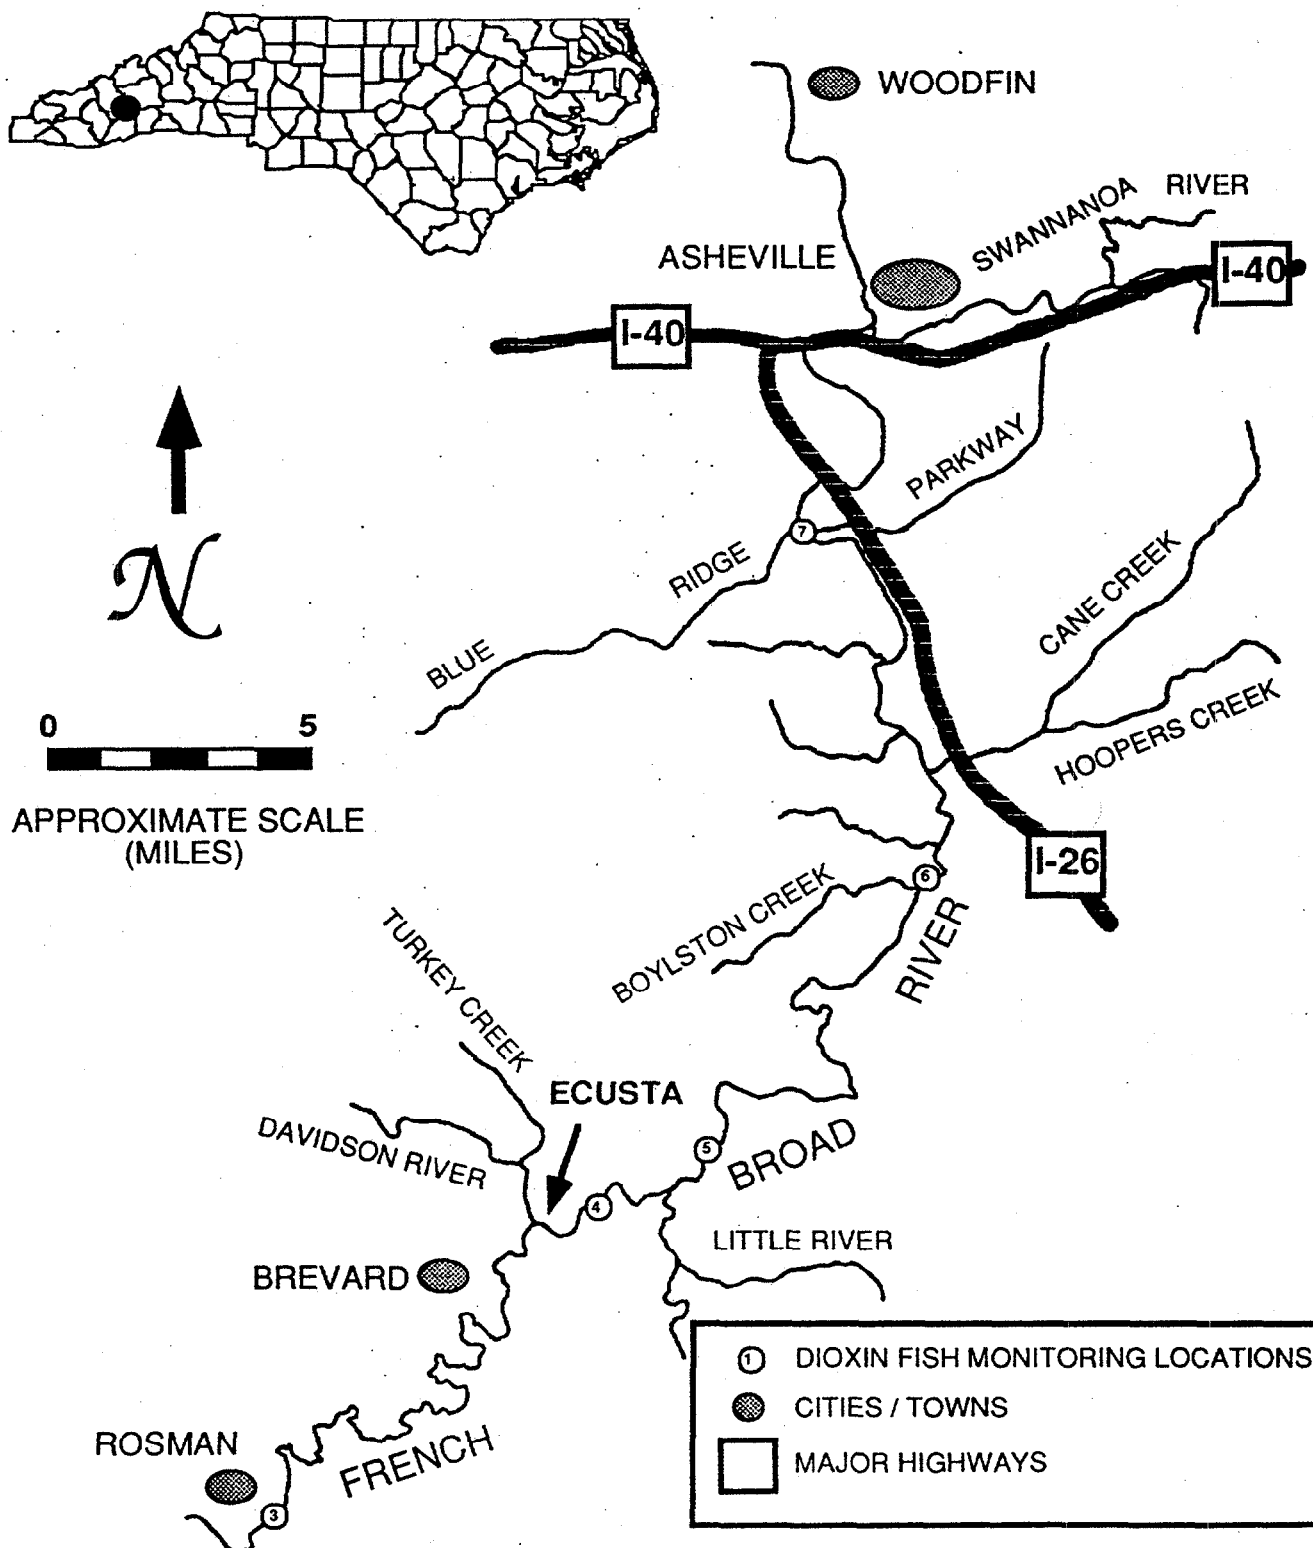 WOODFIN
RIVER
SWANNANOA
ASHEVILLE
I-40
I-40
PARKWAY
7
RIDGE
CANE CREEK
BLUE
N
HOOPERS CREEK
0 5
APPROXIMATE SCALE
(MILES)
I-26
6
BOYLSTON CREEK
RIVER
TURKEY CREEK
ECUSTA
DAVIDSON RIVER
5
BROAD
4
LITTLE RIVER
BREVARD
1 DIOXIN FISH MONITORING LOCATIONS
CITIES / TOWNS
MAJOR HIGHWAYS
ROSMAN
FRENCH
3